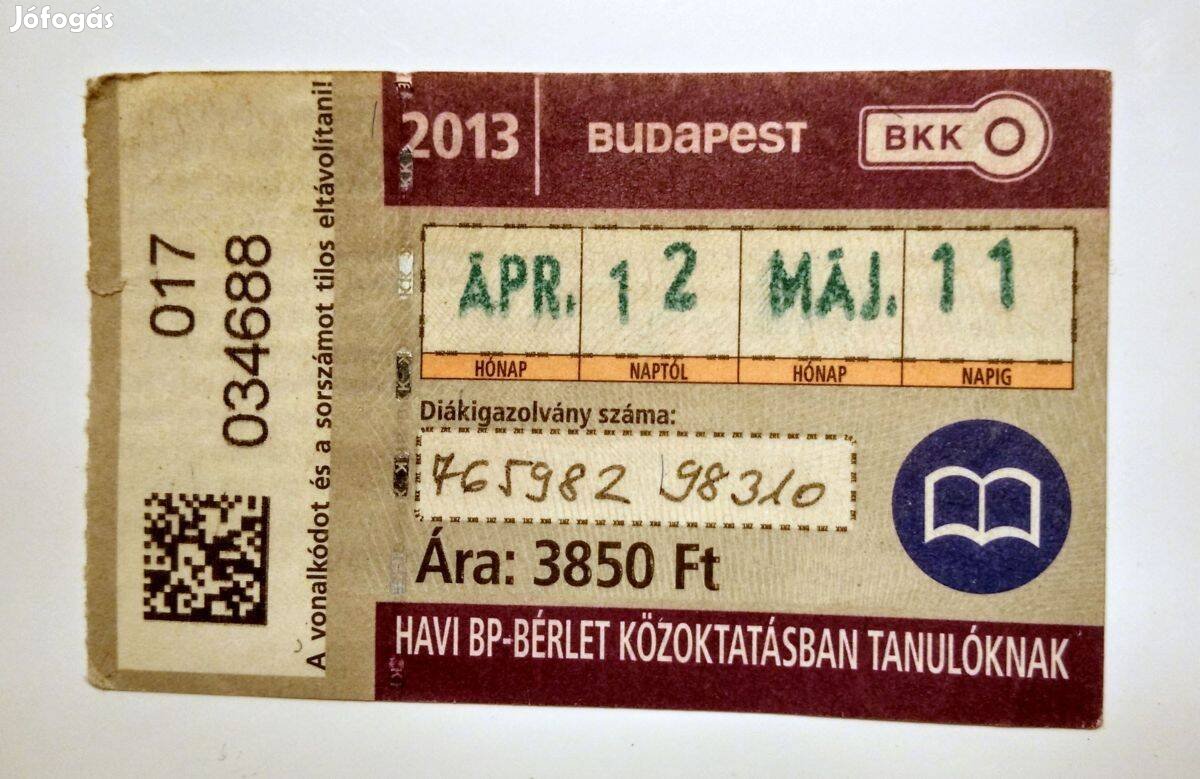 Jófogás
017
034688
A vonalkódot és a sorszámot tilos eltávolítani!
2013 BUDAPEST BKK
ÁPR. 12 MÁJ. 11
HÓNAP NAPTÓL HÓNAP NAPIG
Diákigazolvány száma:
765982 98310
Ára: 3850 Ft
HAVI BP-BÉRLET KÖZOKTATÁSBAN TANULÓKNAK